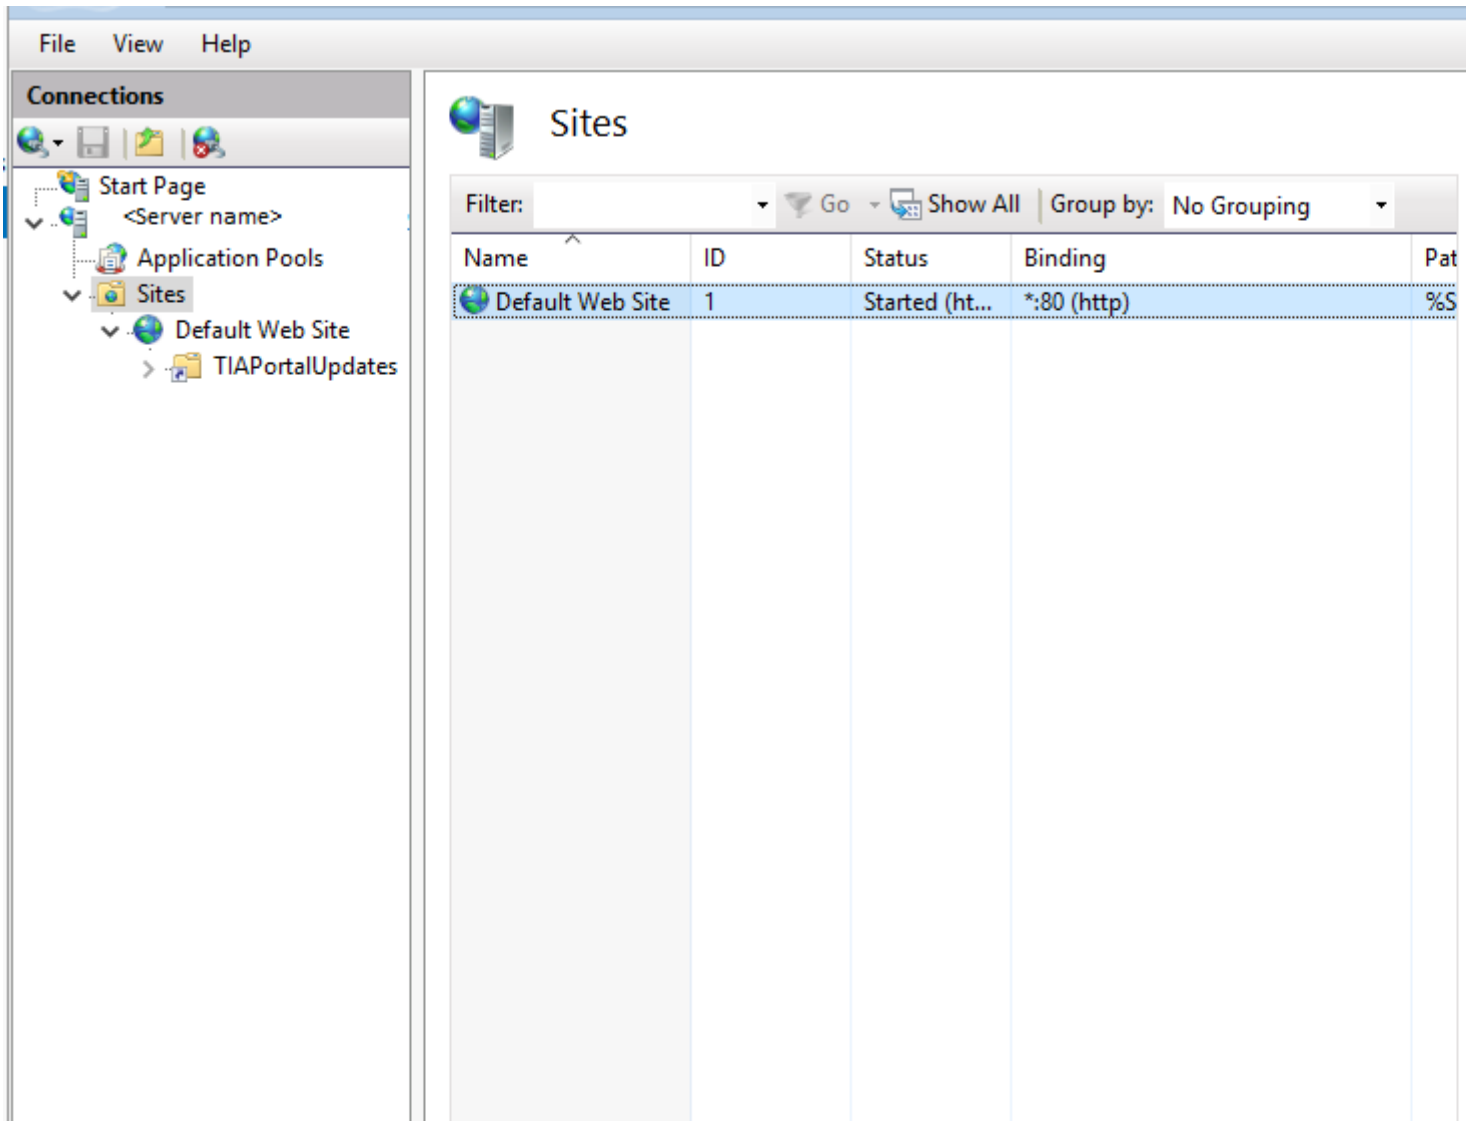 File View Help
Connections
Start Page
<Server name>
Application Pools
Sites
Default Web Site
TIAPortalUpdates
Sites
Filter: Go Show All Group by: No Grouping
Name ID Status Binding Pat
Default Web Site 1 Started (ht... *:80 (http) %S